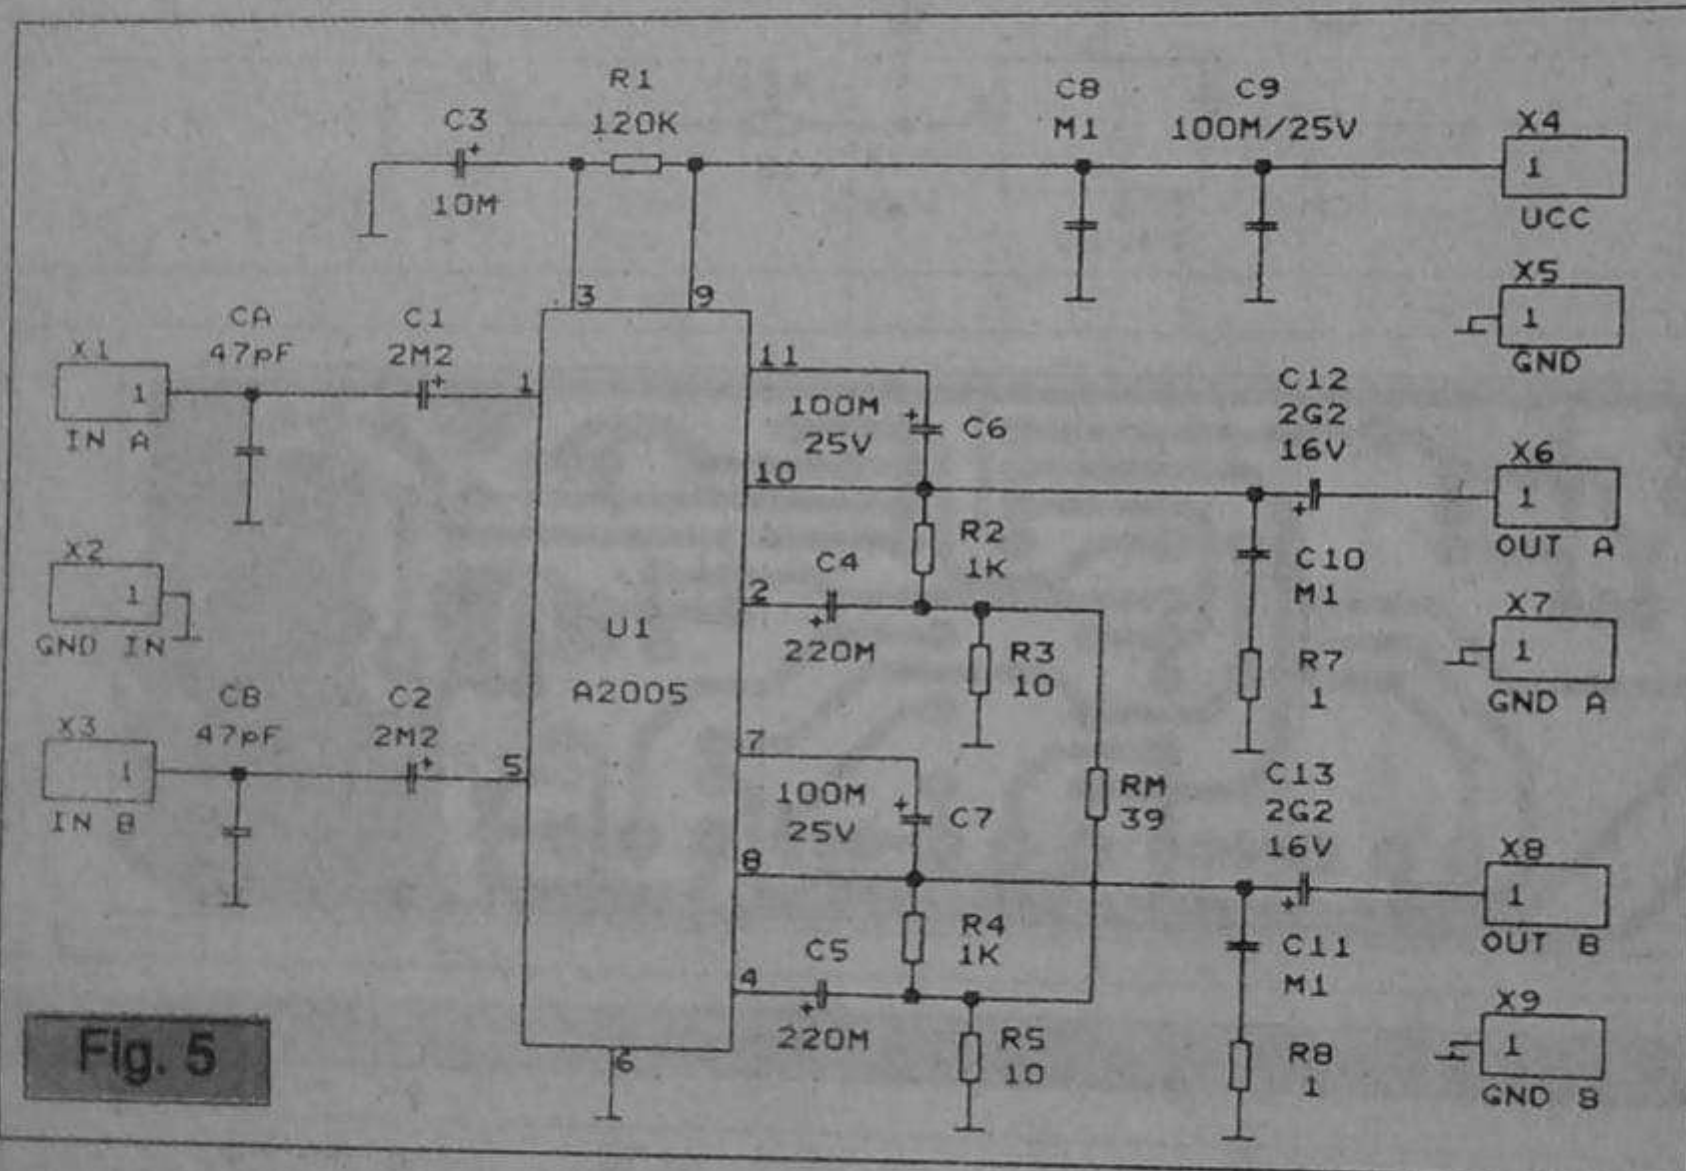 R1
120K
C3
10M
C8
M1
C9
100M/25V
X4
1
UCC
X5
1
GND
3
9
CA
47pF
C1
2M2
X1
1
IN A
1
11
100M
25V
C6
10
C12
2G2
16V
X6
1
OUT A
R2
1K
C10
M1
X2
1
GND IN
C4
2
220M
U1
A2005
R3
10
R7
1
X7
1
GND A
CB
47pF
C2
2M2
X3
1
IN B
5
7
100M
25V
C7
RM
39
C13
2G2
16V
8
X8
1
OUT B
R4
1K
C11
M1
C5
4
220M
R5
10
R8
1
X9
1
GND B
6
Fig. 5